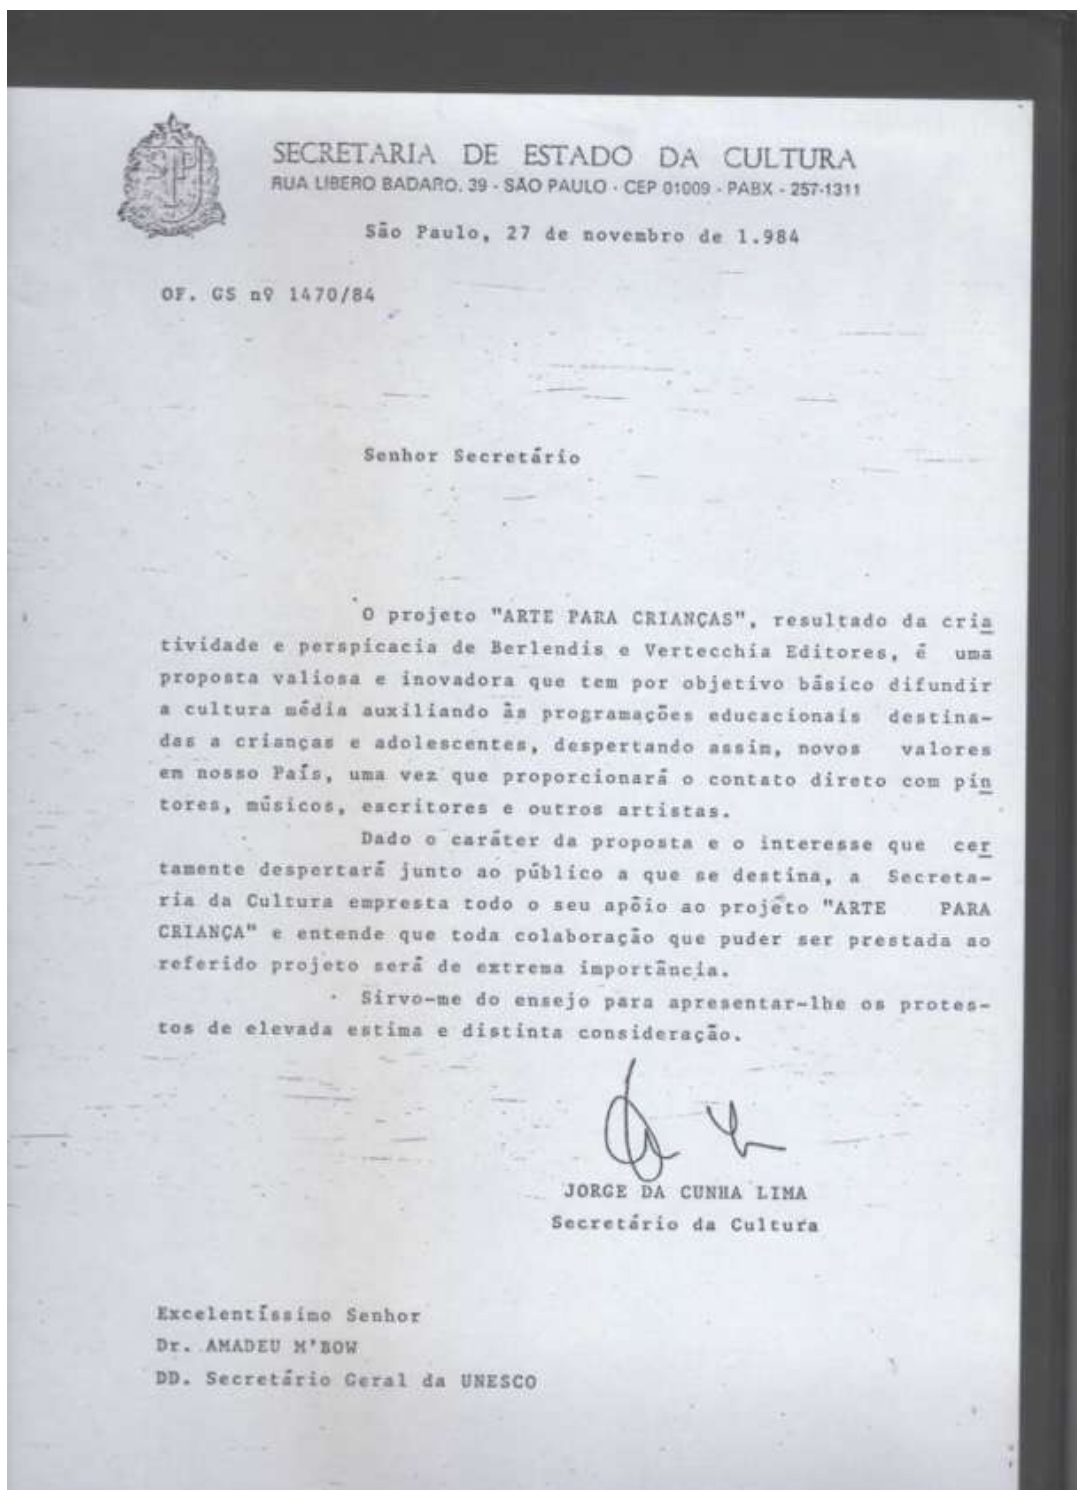 SECRETARIA DE ESTADO DA CULTURA
RUA LIBERO BADARO, 39 - SÃO PAULO - CEP 01009 - PABX - 257-1311
São Paulo, 27 de novembro de 1.984
OF. GS nº 1470/84
Senhor Secretário
O projeto "ARTE PARA CRIANÇAS", resultado da cria
tividade e perspicacia de Berlendis e Vertecchia Editores, é uma
proposta valiosa e inovadora que tem por objetivo básico difundir
a cultura média auxiliando às programações educacionais destina-
das a crianças e adolescentes, despertando assim, novos valores
em nosso País, uma vez que proporcionará o contato direto com pin
tores, músicos, escritores e outros artistas.
Dado o caráter da proposta e o interesse que cer
tamente despertará junto ao público a que se destina, a Secreta-
ria da Cultura empresta todo o seu apôio ao projeto "ARTE PARA
CRIANÇA" e entende que toda colaboração que puder ser prestada ao
referido projeto será de extrema importância.
Sirvo-me do ensejo para apresentar-lhe os protes-
tos de elevada estima e distinta consideração.
JORGE DA CUNHA LIMA
Secretário da Cultura
Excelentíssimo Senhor
Dr. AMADEU M'BOW
DD. Secretário Geral da UNESCO